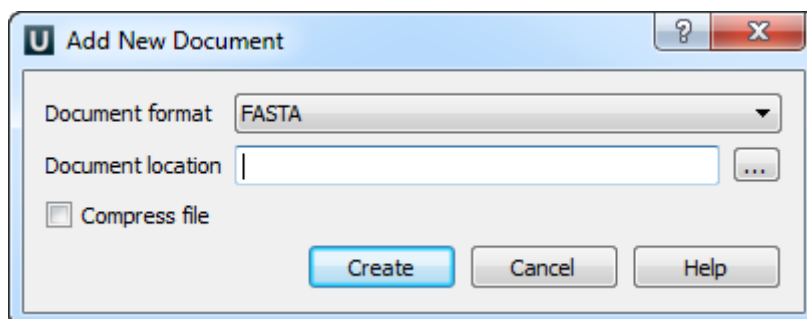 U Add New Document ? X
Document format FASTA
Document location ...
Compress file
Create Cancel Help